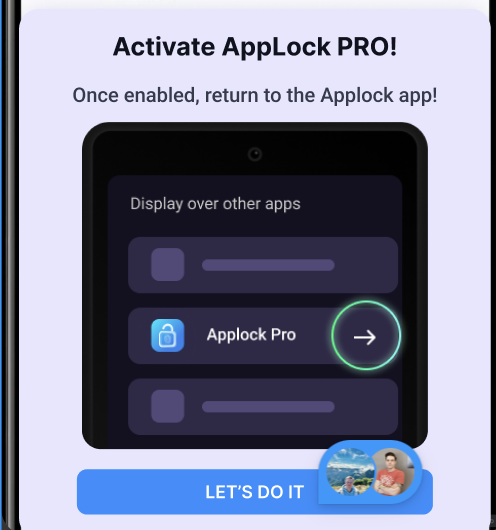 Activate AppLock PRO!
Once enabled, return to the Applock app!
Display over other apps
Applock Pro
LET'S DO IT